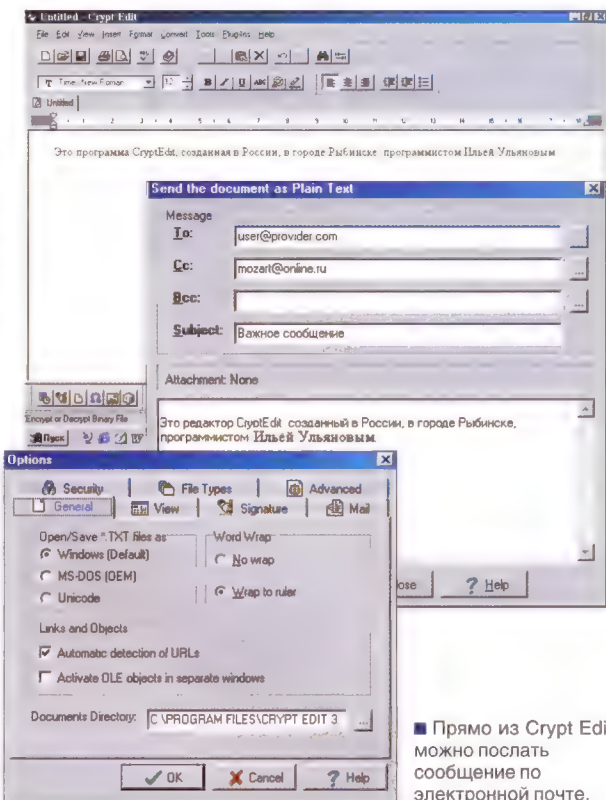 Untitled - Crypt Edit
File Edit View Insert Format Convert Tools Plugins Help
Times New Roman 12
Untitled
Это программа CryptEdit, созданная в России, в городе Рыбинске программистом Ильей Ульяновым
Send the document as Plain Text
Message
To: user@provider.com
Cc: mozart@online.ru
Bcc:
Subject: Важное сообщение
Attachment: None
Это редактор CryptEdit созданный в России, в городе Рыбинске,
программистом Ильей Ульяновым
Encrypt or Decrypt Binary File
Пуск
ose Help
Options
Security File Types Advanced
General View Signature Mail
Open/Save *.TXT files as
Windows (Default)
MS-DOS (OEM)
Unicode
Word Wrap
No wrap
Wrap to ruler
Links and Objects
Automatic detection of URLs
Activate OLE objects in separate windows
Documents Directory: C:\PROGRAM FILES\CRYPT EDIT 3 ...
OK Cancel Help
Прямо из Crypt Edi
можно послать
сообщение по
электронной почте.